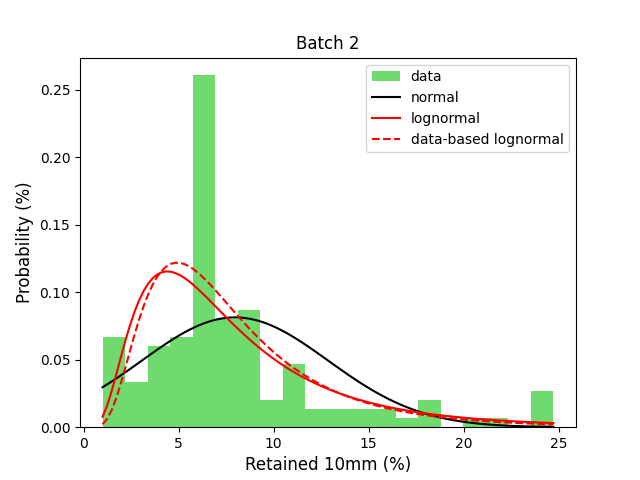 Batch 2
data
normal
lognormal
data-based lognormal
Probability (%)
0.25
0.20
0.15
0.10
0.05
0.00
0 5 10 15 20 25
Retained 10mm (%)